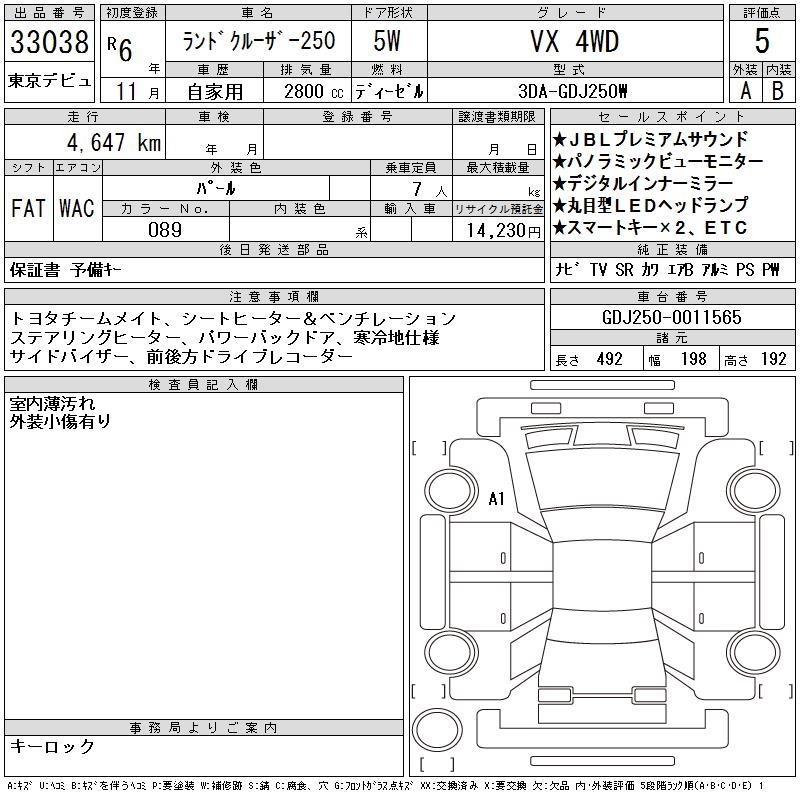 出品番号
33038
東京デビュ
初度登録
R6年
11月
車名
ﾗﾝﾄﾞｸﾙｰｻﾞｰ250
ドア形状
5W
グレード
VX 4WD
評価点
5
車歴
自家用
排気量
2800 cc
燃料
ﾃﾞｨｰｾﾞﾙ
型式
3DA-GDJ250W
外装
内装
A
B
走行
4,647 km
車検
年 月
登録番号
譲渡書類期限
月 日
シフト
エアコン
FAT
WAC
外装色
ﾊﾟｰﾙ
乗車定員
7 人
最大積載量
kg
カラーNo.
089
内装色
系
輸入車
リサイクル預託金
14,230円
後日発送部品
保証書 予備ｷｰ
セールスポイント
★JBLプレミアムサウンド
★パノラミックビューモニター
★デジタルインナーミラー
★丸目型LEDヘッドランプ
★スマートキー×2、ETC
純正装備
ﾅﾋﾞ TV SR ｶﾜ ｴｱB ｱﾙﾐ PS PW
注意事項欄
トヨタチームメイト、シートヒーター＆ベンチレーション
ステアリングヒーター、パワーバックドア、寒冷地仕様
サイドバイザー、前後方ドライブレコーダー
車台番号
GDJ250-0011565
諸元
長さ 492 幅 198 高さ 192
検査員記入欄
室内薄汚れ
外装小傷有り
A1
事務局よりご案内
キーロック
A:ｷｽﾞ U:ﾍｺﾐ B:ｷｽﾞを伴うﾍｺﾐ P:要塗装 W:補修跡 S:錆 C:腐食、穴 G:ﾌﾛﾝﾄｶﾞﾗｽ点ｷｽﾞ XX:交換済み X:要交換 欠:欠品 内・外装評価 5段階ﾗﾝｸ順(A・B・C・D・E) 1